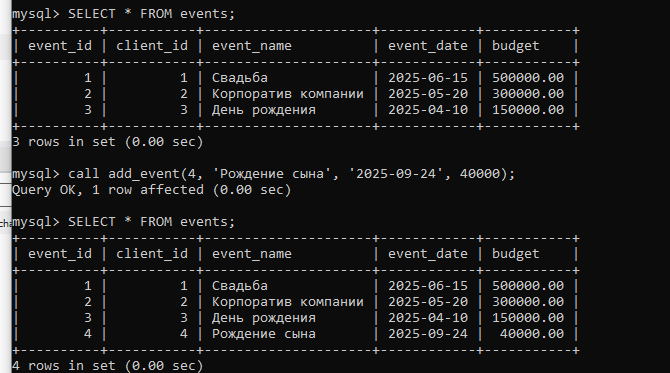 mysql> SELECT * FROM events;
+----------+-----------+---------------------+------------+-----------+
| event_id | client_id | event_name          | event_date | budget    |
+----------+-----------+---------------------+------------+-----------+
|        1 |         1 | Свадьба             | 2025-06-15 | 500000.00 |
|        2 |         2 | Корпоратив компании | 2025-05-20 | 300000.00 |
|        3 |         3 | День рождения       | 2025-04-10 | 150000.00 |
+----------+-----------+---------------------+------------+-----------+
3 rows in set (0.00 sec)
mysql> call add_event(4, 'Рождение сына', '2025-09-24', 40000);
Query OK, 1 row affected (0.00 sec)
mysql> SELECT * FROM events;
+----------+-----------+---------------------+------------+-----------+
| event_id | client_id | event_name          | event_date | budget    |
+----------+-----------+---------------------+------------+-----------+
|        1 |         1 | Свадьба             | 2025-06-15 | 500000.00 |
|        2 |         2 | Корпоратив компании | 2025-05-20 | 300000.00 |
|        3 |         3 | День рождения       | 2025-04-10 | 150000.00 |
|        4 |         4 | Рождение сына       | 2025-09-24 |  40000.00 |
+----------+-----------+---------------------+------------+-----------+
4 rows in set (0.00 sec)